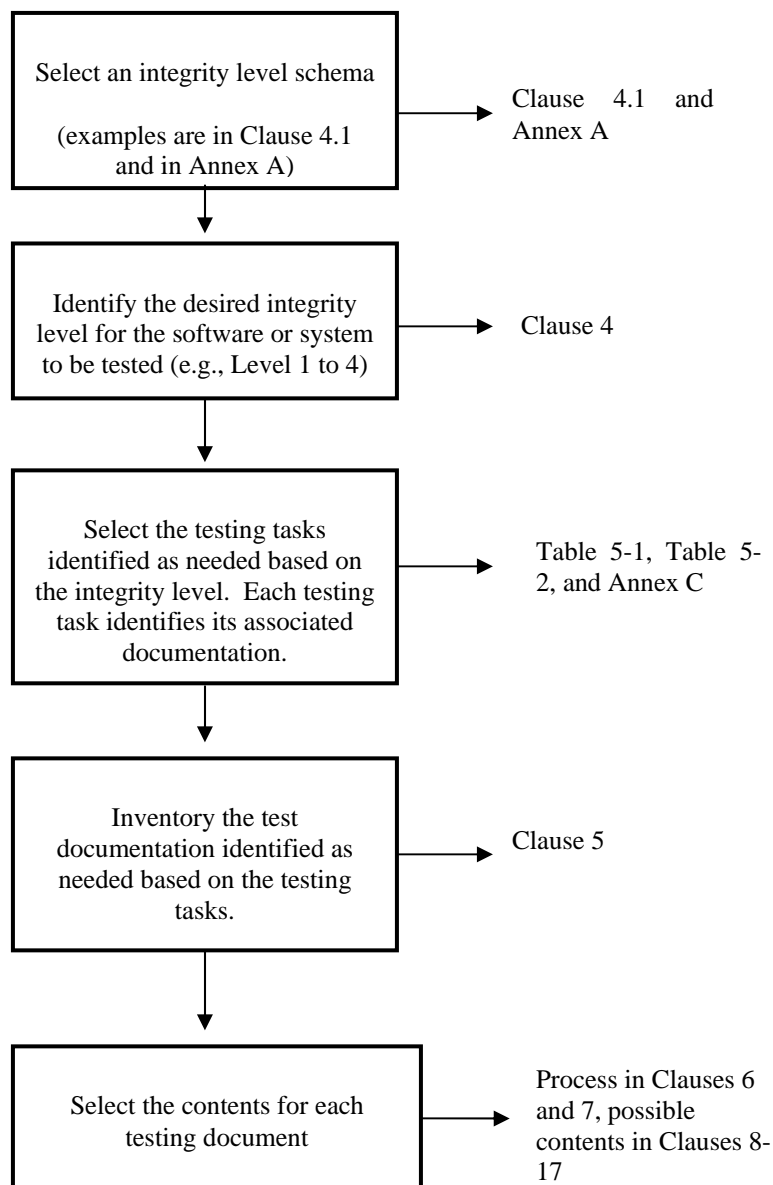 Select an integrity level schema
(examples are in Clause 4.1
and in Annex A)
Clause 4.1 and
Annex A
Identify the desired integrity
level for the software or system
to be tested (e.g., Level 1 to 4)
Clause 4
Select the testing tasks
identified as needed based on
the integrity level. Each testing
task identifies its associated
documentation.
Table 5-1, Table 5-
2, and Annex C
Inventory the test
documentation identified as
needed based on the testing
tasks.
Clause 5
Select the contents for each
testing document
Process in Clauses 6
and 7, possible
contents in Clauses 8-
17